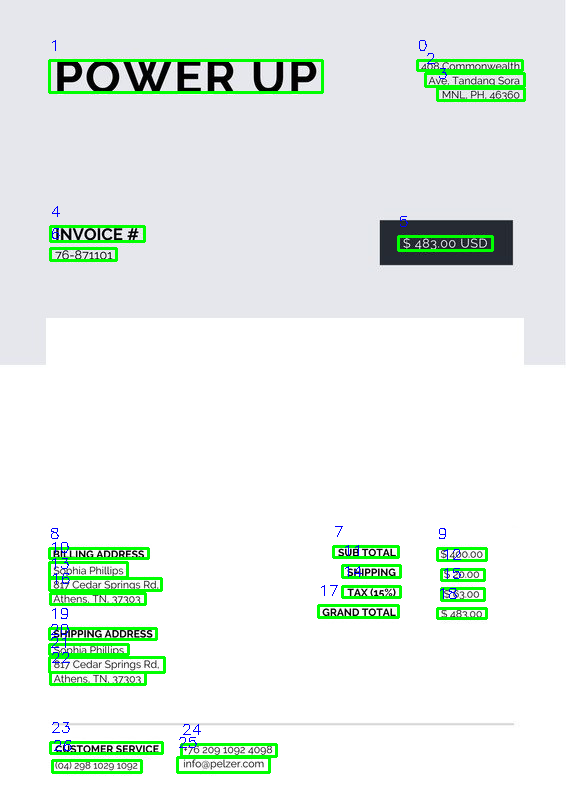 POWER UP
408 Commonwealth
Ave, Tandang Sora
MNL, PH, 46360
INVOICE #
76-871101
$ 483.00 USD
BILLING ADDRESS
Sophia Phillips
817 Cedar Springs Rd,
Athens, TN, 37303
SUB TOTAL
$ 400.00
SHIPPING
$ 20.00
TAX (15%)
$ 63.00
GRAND TOTAL
$ 483.00
SHIPPING ADDRESS
Sophia Phillips
817 Cedar Springs Rd,
Athens, TN, 37303
CUSTOMER SERVICE
(04) 298 1029 1092
+76 209 1092 4098
info@pelzer.com